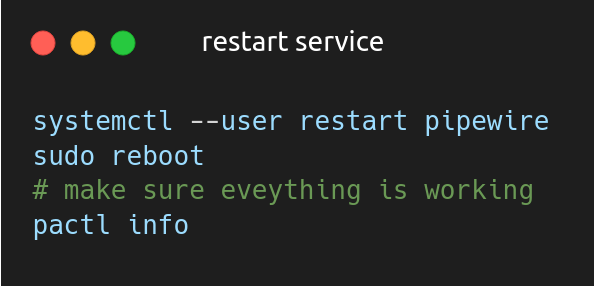 restart service
systemctl --user restart pipewire
sudo reboot
# make sure eveything is working
pactl info